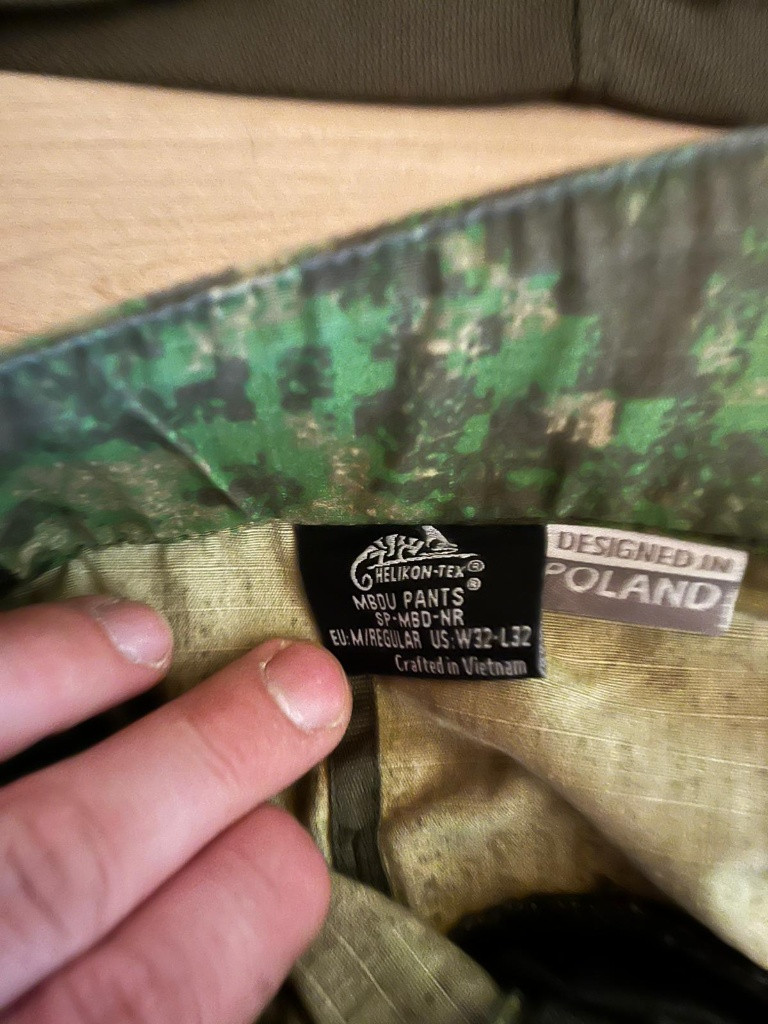 HELIKON-TEX®
®
MBDU PANTS
SP-MBD-NR
EU:M/REGULAR US:W32-L32
Crafted in Vietnam
DESIGNED IN
POLAND